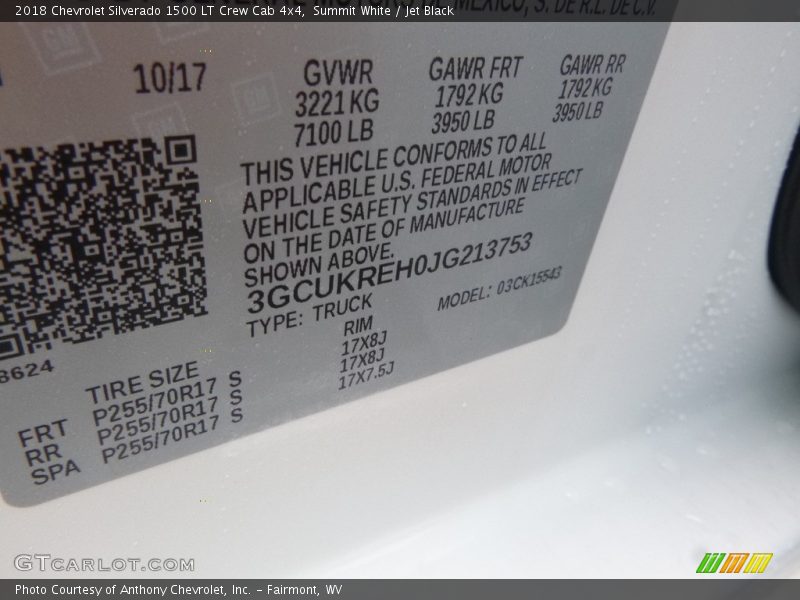 2018 Chevrolet Silverado 1500 LT Crew Cab 4x4, Summit White / Jet Black
MEXICO, S. DE R.L. DE C.V.
10/17
GVWR GAWR FRT GAWR RR
3221 KG 1792 KG 1792 KG
7100 LB 3950 LB 3950 LB
THIS VEHICLE CONFORMS TO ALL
APPLICABLE U.S. FEDERAL MOTOR
VEHICLE SAFETY STANDARDS IN EFFECT
ON THE DATE OF MANUFACTURE
SHOWN ABOVE.
3GCUKREH0JG213753
TYPE: TRUCK MODEL: 03CK15543
8624
TIRE SIZE RIM
FRT P255/70R17 S 17X8J
RR P255/70R17 S 17X8J
SPA P255/70R17 S 17X7.5J
GTCARLOT.COM
Photo Courtesy of Anthony Chevrolet, Inc. – Fairmont, WV